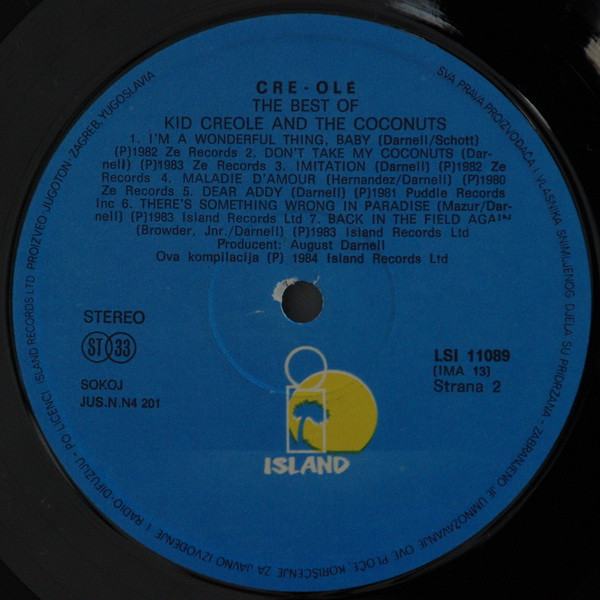 CRE-OLÉ
THE BEST OF
KID CREOLE AND THE COCONUTS
1. I'M A WONDERFUL THING, BABY (Darnell/Schott)
(P)1982 Ze Records 2. DON'T TAKE MY COCONUTS (Dar-
nell) (P)1983 Ze Records 3. IMITATION (Darnell) (P)1982 Ze
Records 4. MALADIE D'AMOUR (Hernandez/Darnell) (P)1980
Ze Records 5. DEAR ADDY (Darnell) (P)1981 Puddle Records
Inc 6. THERE'S SOMETHING WRONG IN PARADISE (Mazur/Dar-
nell) (P)1983 Island Records Ltd 7. BACK IN THE FIELD AGAIN
(Browder, Jnr./Darnell) (P)1983 Island Records Ltd
Producent: August Darnell
Ova kompilacija (P) 1984 Island Records Ltd
STEREO
ST 33
SOKOJ
JUS.N.N4 201
LSI 11089
(IMA 13)
Strana 2
ISLAND
SVA PRAVA PROIZVOĐAČA I VLASNIKA SNIMLJENOG DJELA SU PRIDRŽANA - ZABRANJENO JE UMNOŽAVANJE OVE PLOČE, KORIŠĆENJE ZA JAVNO IZVOĐENJE I RADIO-DIFUZIJU - PO LICENCI ISLAND RECORDS LTD PROIZVEO JUGOTON ZAGREB, YUGOSLAVIA